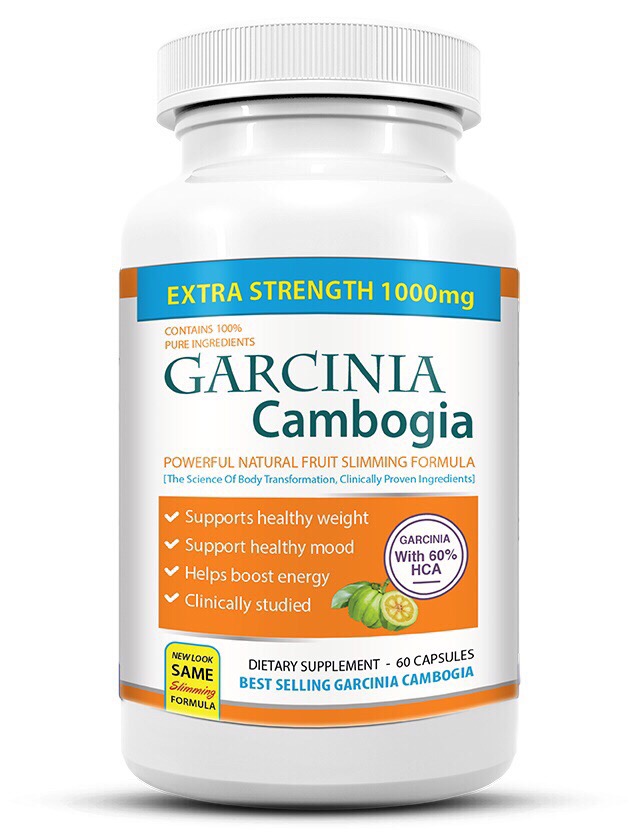 EXTRA STRENGTH 1000mg
CONTAINS 100%
PURE INGREDIENTS
GARCINIA
Cambogia
POWERFUL NATURAL FRUIT SLIMMING FORMULA
[The Science Of Body Transformation, Clinically Proven Ingredients]
Supports healthy weight
Support healthy mood
Helps boost energy
Clinically studied
GARCINIA
With 60%
HCA
NEW LOOK
SAME
Slimming
FORMULA
DIETARY SUPPLEMENT - 60 CAPSULES
BEST SELLING GARCINIA CAMBOGIA